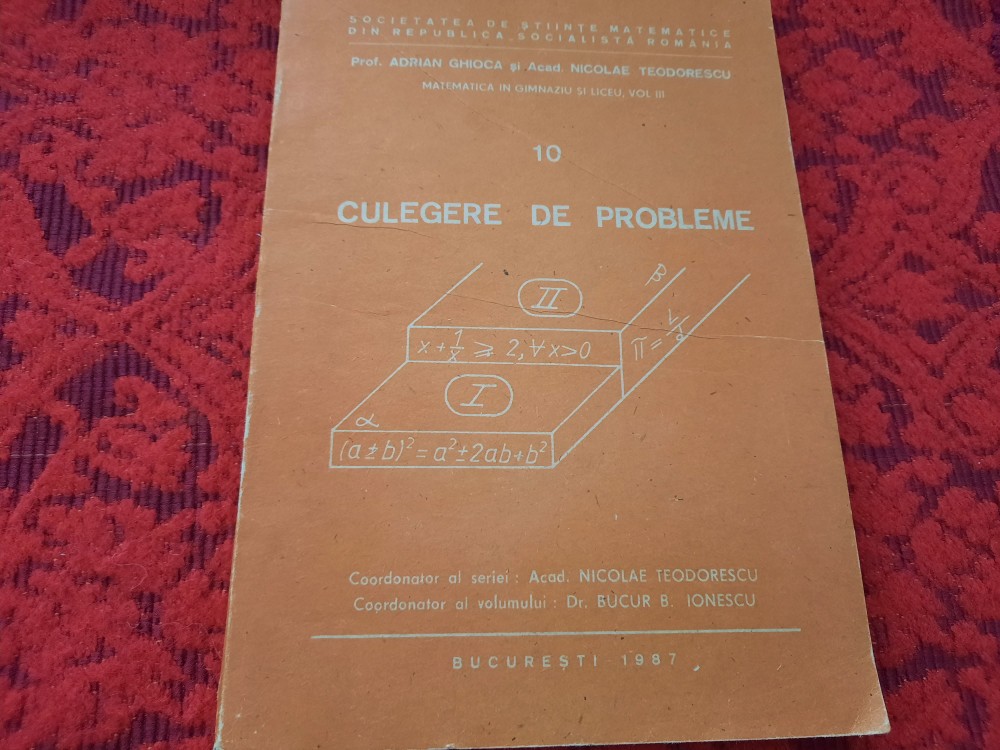 SOCIETATEA DE ȘTIINȚE MATEMATICE
DIN REPUBLICA SOCIALISTĂ ROMÂNIA
Prof. ADRIAN GHIOCA și Acad. NICOLAE TEODORESCU
MATEMATICA IN GIMNAZIU SI LICEU, VOL III
10
CULEGERE DE PROBLEME
II
β
x + 1/x ⩾ 2, ∀ x>0
π = L/d
I
α
(a ± b)² = a² ± 2ab + b²
Coordonator al seriei : Acad. NICOLAE TEODORESCU
Coordonator al volumului : Dr. BUCUR B. IONESCU
BUCUREȘTI - 1987